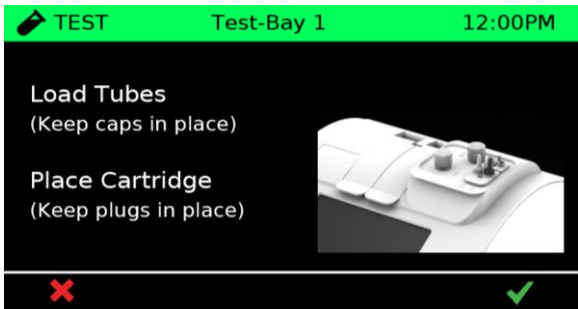 TEST Test-Bay 1 12:00PM
Load Tubes
(Keep caps in place)
Place Cartridge
(Keep plugs in place)